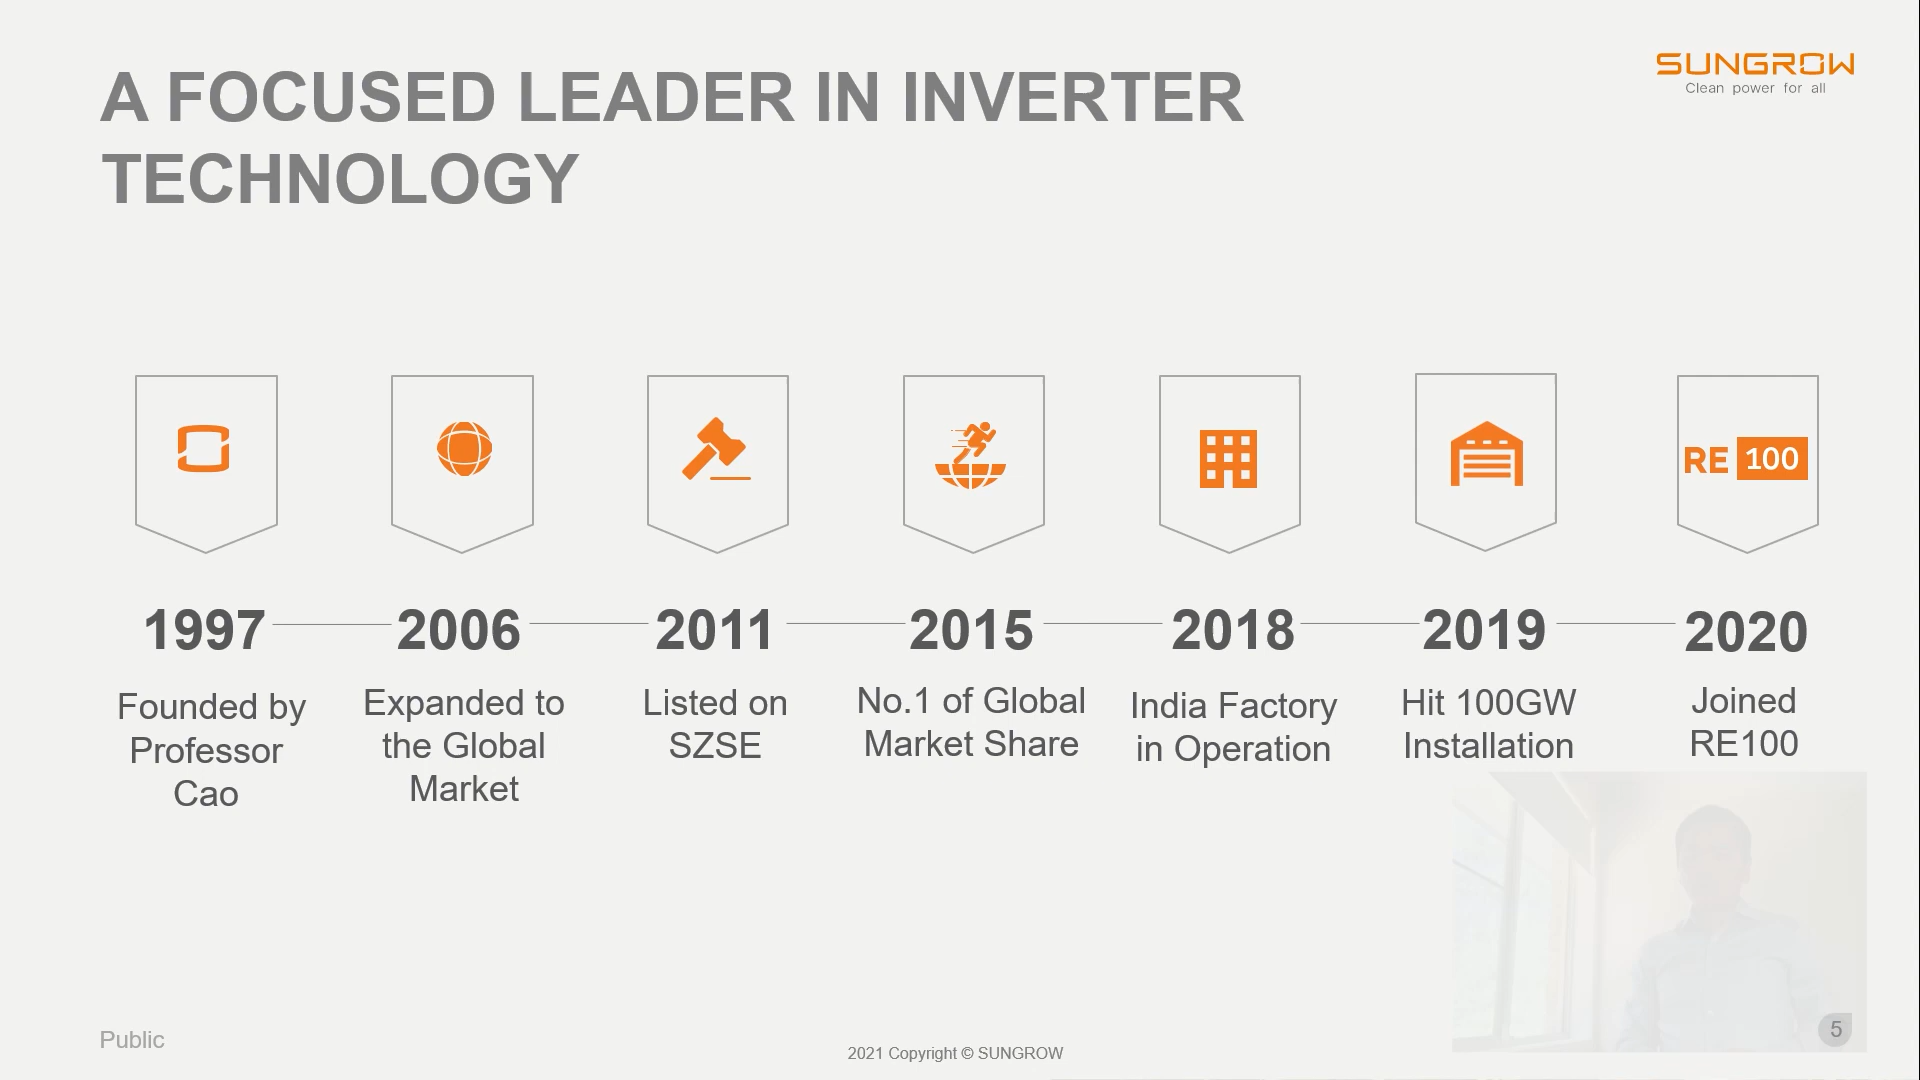 A FOCUSED LEADER IN INVERTER
TECHNOLOGY
SUNGROW
Clean power for all
RE 100
1997
Founded by
Professor
Cao
2006
Expanded to
the Global
Market
2011
Listed on
SZSE
2015
No.1 of Global
Market Share
2018
India Factory
in Operation
2019
Hit 100GW
Installation
2020
Joined
RE100
Public
2021 Copyright © SUNGROW
5